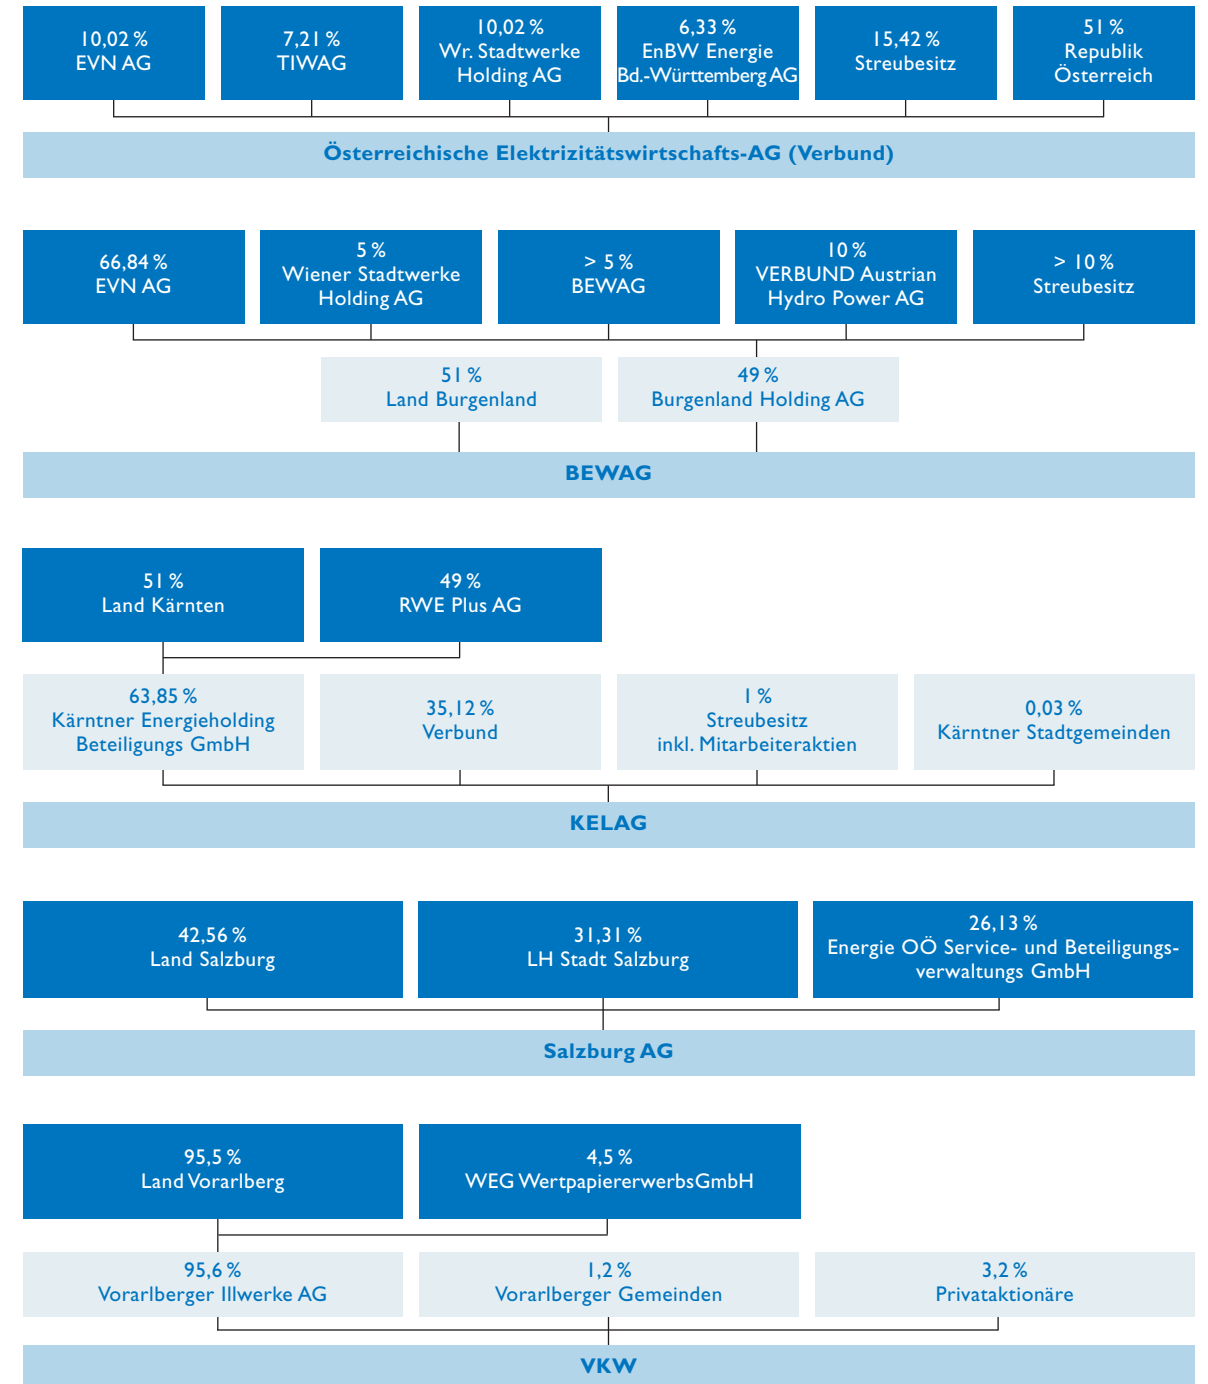 10,02 %
EVN AG
7,21 %
TIWAG
10,02 %
Wr. Stadtwerke
Holding AG
6,33 %
EnBW Energie
Bd.-Württemberg AG
15,42 %
Streubesitz
51 %
Republik
Österreich
Österreichische Elektrizitätswirtschafts-AG (Verbund)
66,84 %
EVN AG
5 %
Wiener Stadtwerke
Holding AG
> 5 %
BEWAG
10 %
VERBUND Austrian
Hydro Power AG
> 10 %
Streubesitz
51 %
Land Burgenland
49 %
Burgenland Holding AG
BEWAG
51 %
Land Kärnten
49 %
RWE Plus AG
63,85 %
Kärntner Energieholding
Beteiligungs GmbH
35,12 %
Verbund
1 %
Streubesitz
inkl. Mitarbeiteraktien
0,03 %
Kärntner Stadtgemeinden
KELAG
42,56 %
Land Salzburg
31,31 %
LH Stadt Salzburg
26,13 %
Energie OÖ Service- und Beteiligungs-
verwaltungs GmbH
Salzburg AG
95,5 %
Land Vorarlberg
4,5 %
WEG WertpapiererwerbsGmbH
95,6 %
Vorarlberger Illwerke AG
1,2 %
Vorarlberger Gemeinden
3,2 %
Privataktionäre
VKW